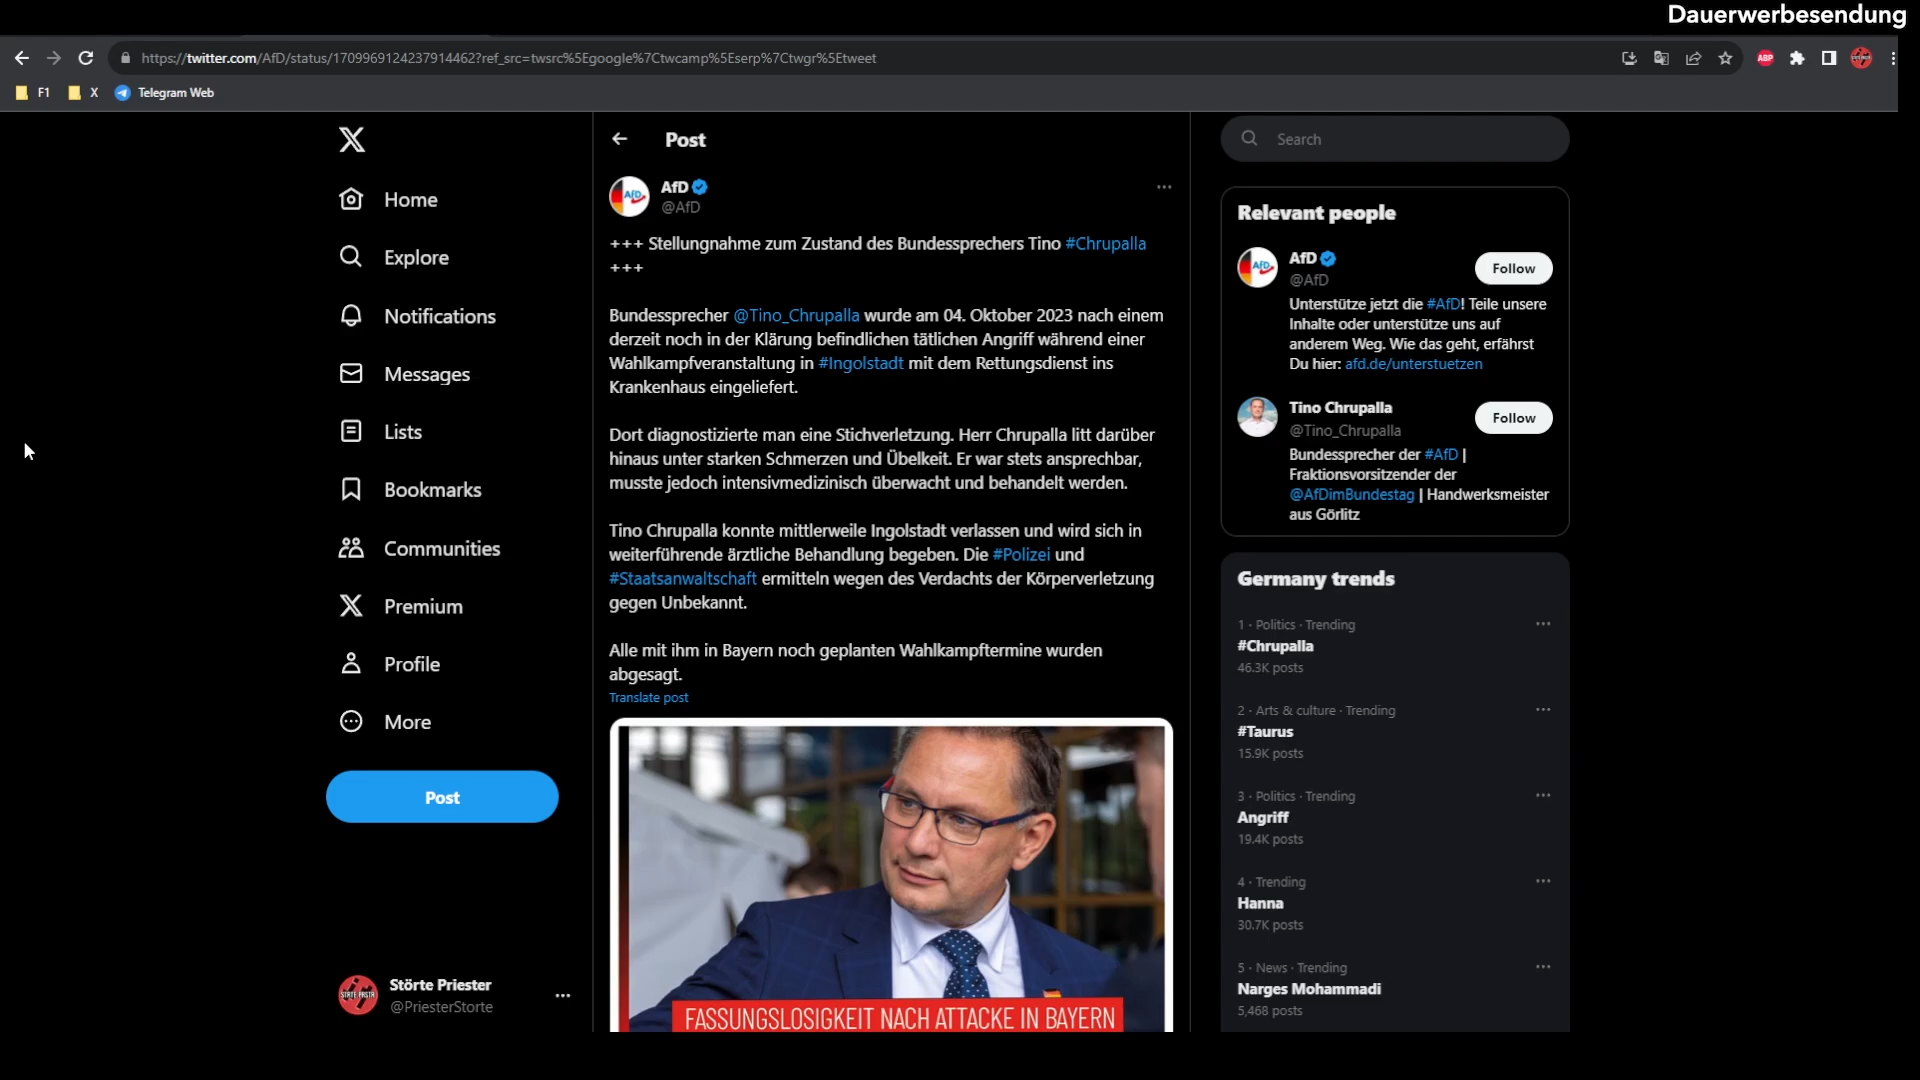 Dauerwerbesendung
https://twitter.com/AfD/status/1709969124237914462?ref_src=twsrc%5Egoogle%7Ctwcamp%5Eserp%7Ctwgr%5Etweet
ABP
F1
X
Telegram Web
Home
Explore
Notifications
Messages
Lists
Bookmarks
Communities
Premium
Profile
More
Post
Störte Priester
@PriesterStorte
Post
AfD
@AfD
+++ Stellungnahme zum Zustand des Bundessprechers Tino #Chrupalla
+++
Bundessprecher @Tino_Chrupalla wurde am 04. Oktober 2023 nach einem
derzeit noch in der Klärung befindlichen tätlichen Angriff während einer
Wahlkampfveranstaltung in #Ingolstadt mit dem Rettungsdienst ins
Krankenhaus eingeliefert.
Dort diagnostizierte man eine Stichverletzung. Herr Chrupalla litt darüber
hinaus unter starken Schmerzen und Übelkeit. Er war stets ansprechbar,
musste jedoch intensivmedizinisch überwacht und behandelt werden.
Tino Chrupalla konnte mittlerweile Ingolstadt verlassen und wird sich in
weiterführende ärztliche Behandlung begeben. Die #Polizei und
#Staatsanwaltschaft ermitteln wegen des Verdachts der Körperverletzung
gegen Unbekannt.
Alle mit ihm in Bayern noch geplanten Wahlkampftermine wurden
abgesagt.
Translate post
FASSUNGSLOSIGKEIT NACH ATTACKE IN BAYERN
Search
Relevant people
AfD
@AfD
Follow
Unterstütze jetzt die #AfD! Teile unsere
Inhalte oder unterstütze uns auf
anderem Weg. Wie das geht, erfährst
Du hier: afd.de/unterstuetzen
Tino Chrupalla
@Tino_Chrupalla
Follow
Bundessprecher der #AfD |
Fraktionsvorsitzender der
@AfDimBundestag | Handwerksmeister
aus Görlitz
Germany trends
1 · Politics · Trending
#Chrupalla
46.3K posts
2 · Arts & culture · Trending
#Taurus
15.9K posts
3 · Politics · Trending
Angriff
19.4K posts
4 · Trending
Hanna
30.7K posts
5 · News · Trending
Narges Mohammadi
5,468 posts